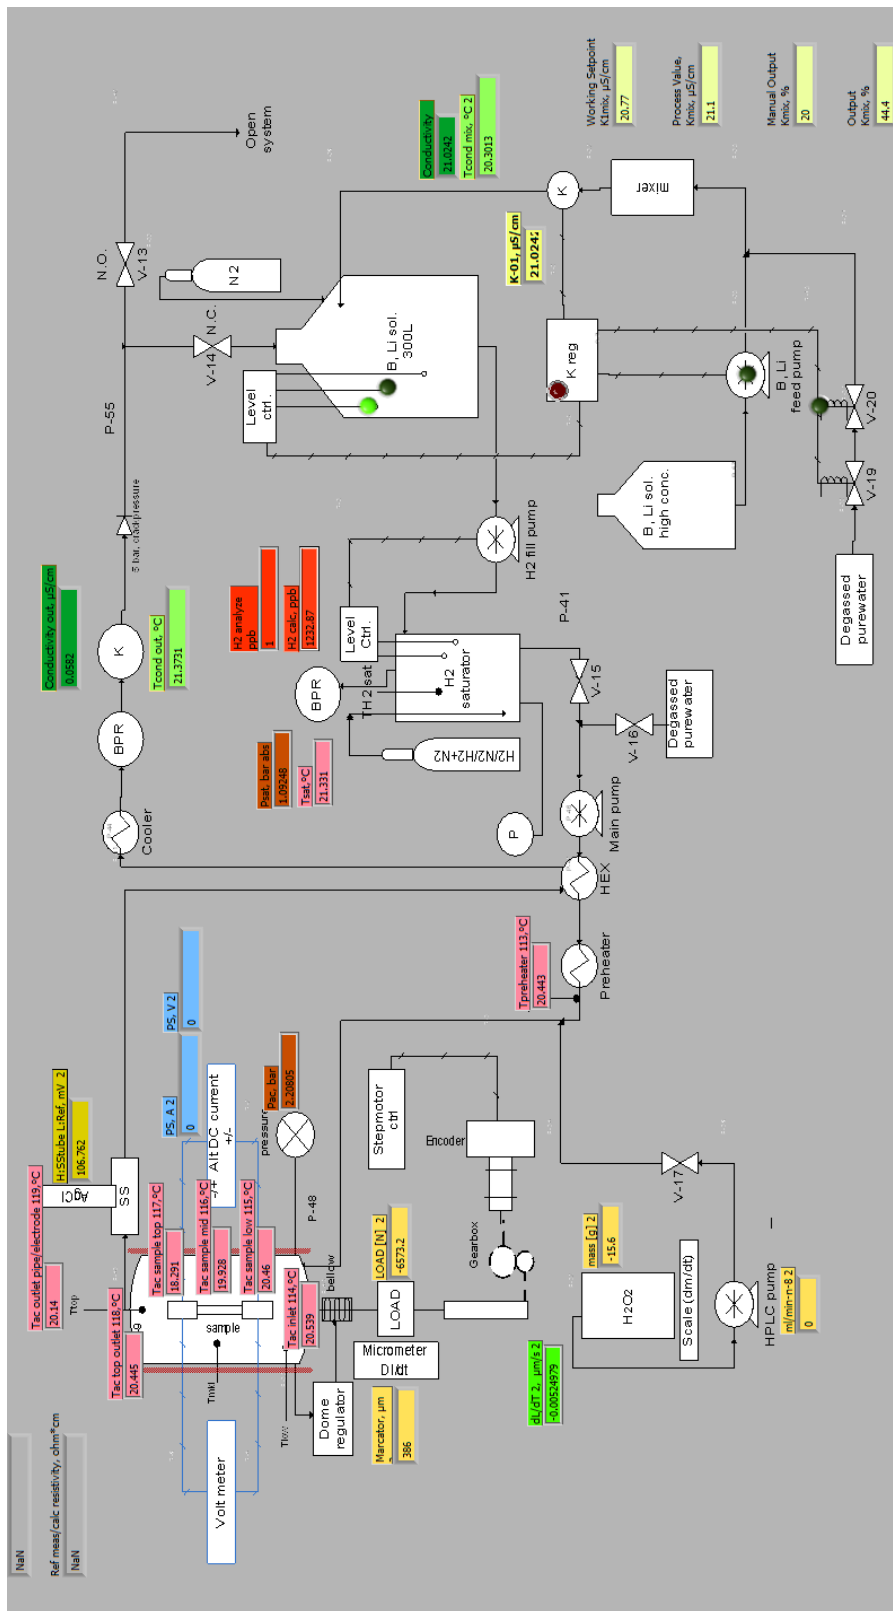 NaN
Ref meas/calc resistivity, ohm*cm
NaN
Tac outlet pipe/electrode 119,ºC
20.14
Ttop
Tac top outlet 118,ºC
20.445
H:SStube L:Ref, mV 2
106.762
AgCl
SS
Tac sample top 117,ºC
18.291
Tac sample mid 116,ºC
19.928
Tac sample low 115,ºC
20.46
Tac inlet 114,ºC
20.539
sample
Tmid
Tlow
Volt meter
PS, A 2
0
PS, V 2
0
-/+ Alt DC current
+/-
pressure
Pac, bar
2.20805
P-48
bellow
Dome
regulator
LOAD [N] 2
-6573.2
LOAD
Micrometer
Dl/dt
Marcator, µm
386
Stepmotor
ctrl
Encoder
Gearbox
dL/dT 2, µm/s 2
-0.00524979
mass [g] 2
-15.6
H2O2
Scale (dm/dt)
HPLC pump
ml/min-n-8 2
0
V-17
Tpreheater 113,ºC
20.443
Preheater
HEX
Main pump
Cooler
BPR
K
Conductivity out, µS/cm
0.0582
Tcond out, ºC
21.3731
5 bar, crackpressure
P-55
N.O.
V-13
Open
system
V-14
N.C.
N2
Level
ctrl.
B, Li sol.
300L
Psat, bar abs
1.09248
Tsat,ºC
21.331
H2 analyze
ppb
1
H2 calc, ppb
1232.87
BPR
TH2 sat
Level
Ctrl.
H2
saturator
H2/N2/H2+N2
P
H2 fill pump
P-41
V-15
V-16
Degassed
purewater
Conductivity
21.0242
Tcond mix, ºC 2
20.3013
K-01, µS/cm
21.0242
K
mixer
K reg
B, Li
feed pump
B, Li sol.
high conc.
V-19
V-20
Degassed
purewater
Working Setpoint
K1mix, µS/cm
20.77
Process Value,
Kmix, µS/cm
21.1
Manual Output
Kmix, %
20
Output
Kmix, %
44.4